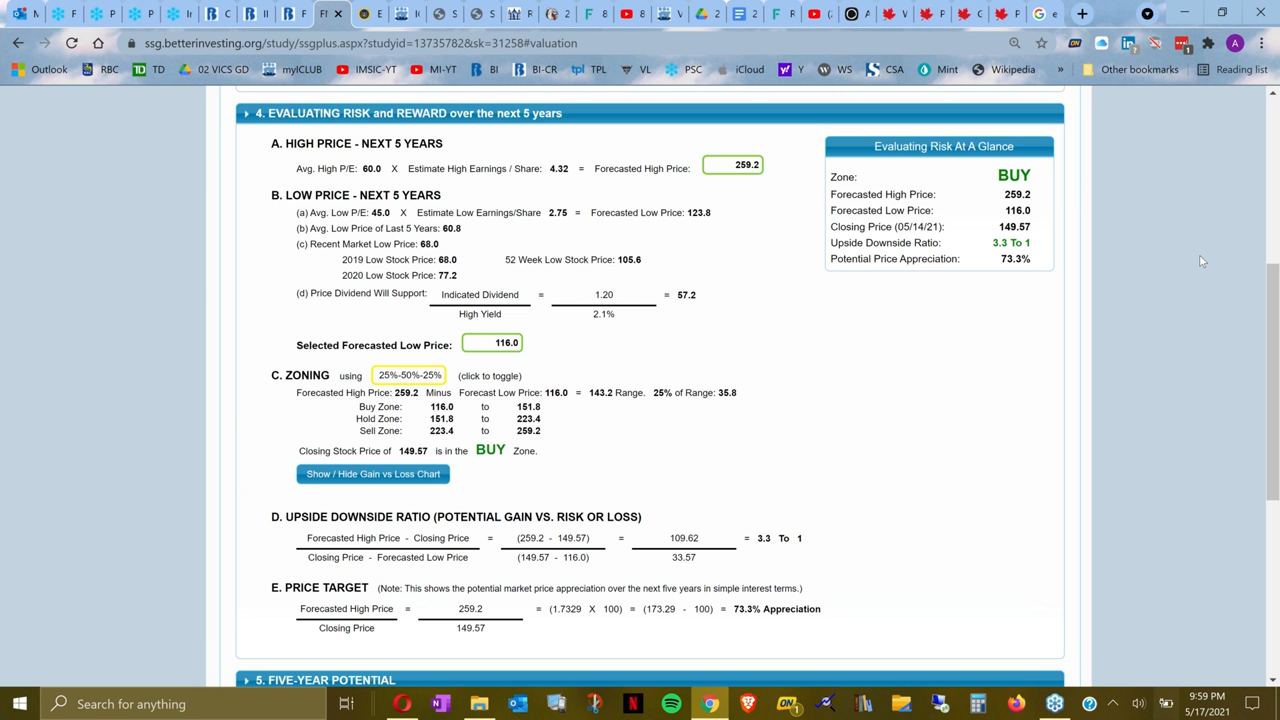 ssg.betterinvesting.org/study/ssgplus.aspx?studyid=13735782&sk=31258#valuation
Outlook RBC TD 02 VICS GD myICLUB IMSIC-YT MI-YT BI BI-CR TPL VL PSC iCloud Y WS CSA Mint Wikipedia » Other bookmarks Reading list
4. EVALUATING RISK and REWARD over the next 5 years
A. HIGH PRICE - NEXT 5 YEARS
Avg. High P/E: 60.0 X Estimate High Earnings / Share: 4.32 = Forecasted High Price: 259.2
B. LOW PRICE - NEXT 5 YEARS
(a) Avg. Low P/E: 45.0 X Estimate Low Earnings/Share 2.75 = Forecasted Low Price: 123.8
(b) Avg. Low Price of Last 5 Years: 60.8
(c) Recent Market Low Price: 68.0
2019 Low Stock Price: 68.0 52 Week Low Stock Price: 105.6
2020 Low Stock Price: 77.2
(d) Price Dividend Will Support: Indicated Dividend = 1.20 = 57.2
High Yield 2.1%
Selected Forecasted Low Price: 116.0
C. ZONING using 25%-50%-25% (click to toggle)
Forecasted High Price: 259.2 Minus Forecast Low Price: 116.0 = 143.2 Range. 25% of Range: 35.8
Buy Zone: 116.0 to 151.8
Hold Zone: 151.8 to 223.4
Sell Zone: 223.4 to 259.2
Closing Stock Price of 149.57 is in the BUY Zone.
Show / Hide Gain vs Loss Chart
D. UPSIDE DOWNSIDE RATIO (POTENTIAL GAIN VS. RISK OR LOSS)
Forecasted High Price - Closing Price = (259.2 - 149.57) = 109.62 = 3.3 To 1
Closing Price - Forecasted Low Price (149.57 - 116.0) 33.57
E. PRICE TARGET (Note: This shows the potential market price appreciation over the next five years in simple interest terms.)
Forecasted High Price = 259.2 = (1.7329 X 100) = (173.29 - 100) = 73.3% Appreciation
Closing Price 149.57
5. FIVE-YEAR POTENTIAL
Evaluating Risk At A Glance
Zone: BUY
Forecasted High Price: 259.2
Forecasted Low Price: 116.0
Closing Price (05/14/21): 149.57
Upside Downside Ratio: 3.3 To 1
Potential Price Appreciation: 73.3%
Search for anything
9:59 PM
5/17/2021